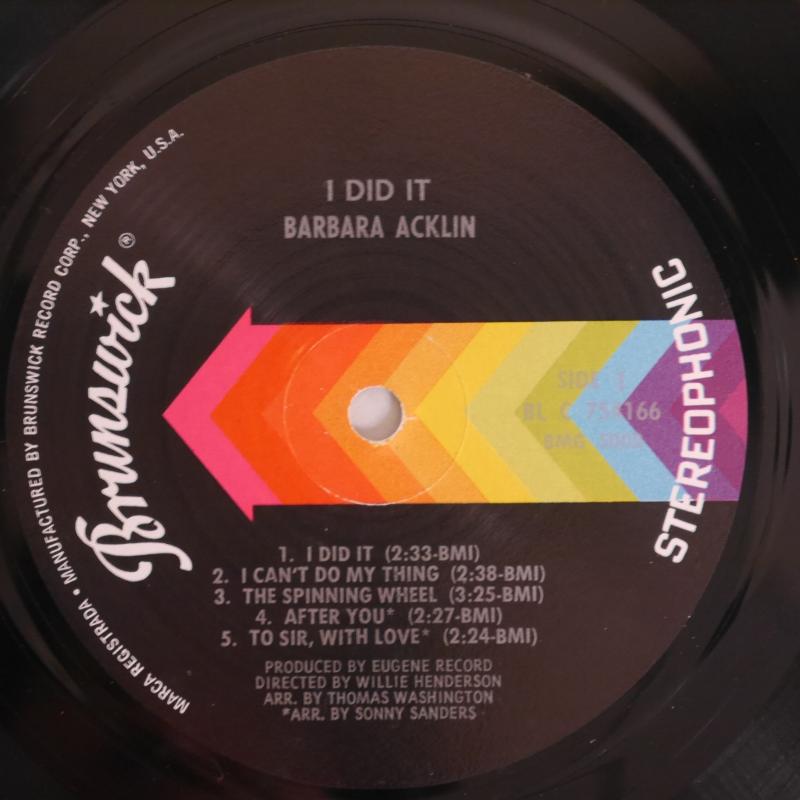 I DID IT
BARBARA ACKLIN
Brunswick®
STEREOPHONIC
SIDE 1
BL C 754166
1. I DID IT (2:33-BMI)
2. I CAN'T DO MY THING (2:38-BMI)
3. THE SPINNING WHEEL (3:25-BMI)
4. AFTER YOU* (2:27-BMI)
5. TO SIR, WITH LOVE* (2:24-BMI)
PRODUCED BY EUGENE RECORD
DIRECTED BY WILLIE HENDERSON
ARR. BY THOMAS WASHINGTON
*ARR. BY SONNY SANDERS
MARCA REGISTRADA • MANUFACTURED BY BRUNSWICK RECORD CORP., NEW YORK, U.S.A.